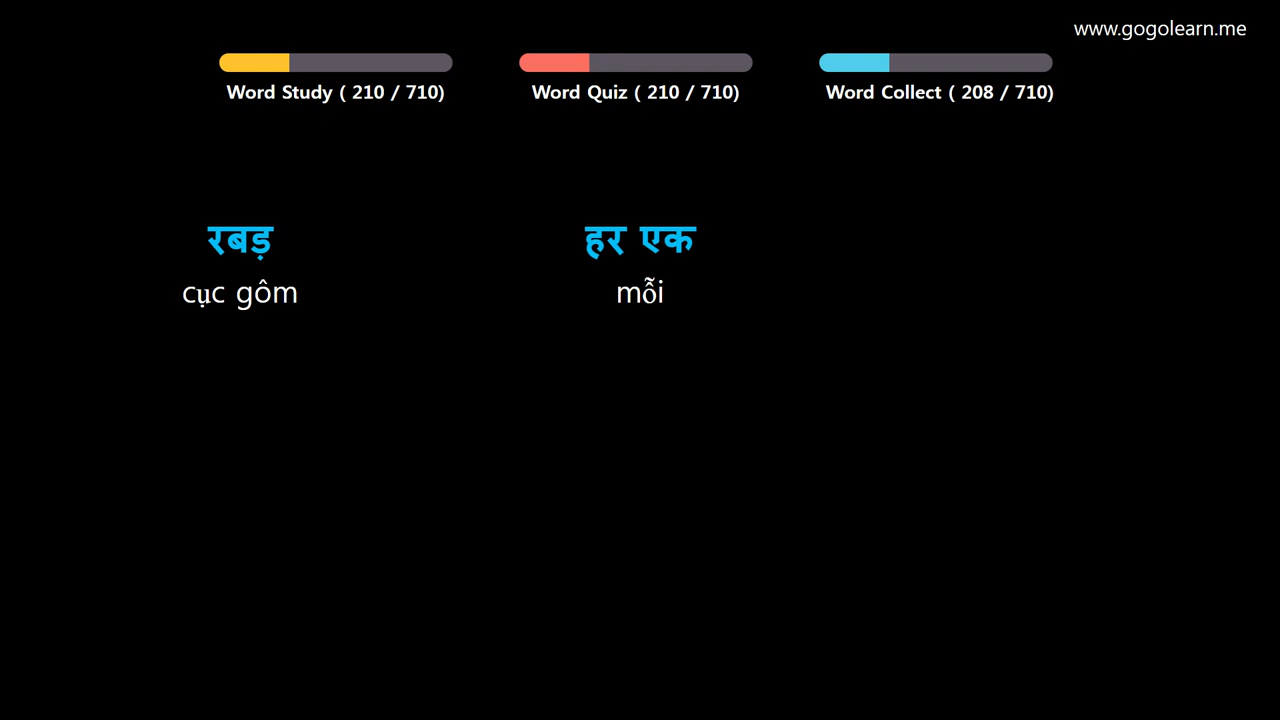 www.gogolearn.me
Word Study ( 210 / 710)
Word Quiz ( 210 / 710)
Word Collect ( 208 / 710)
रबड़
cục gôm
हर एक
mỗi